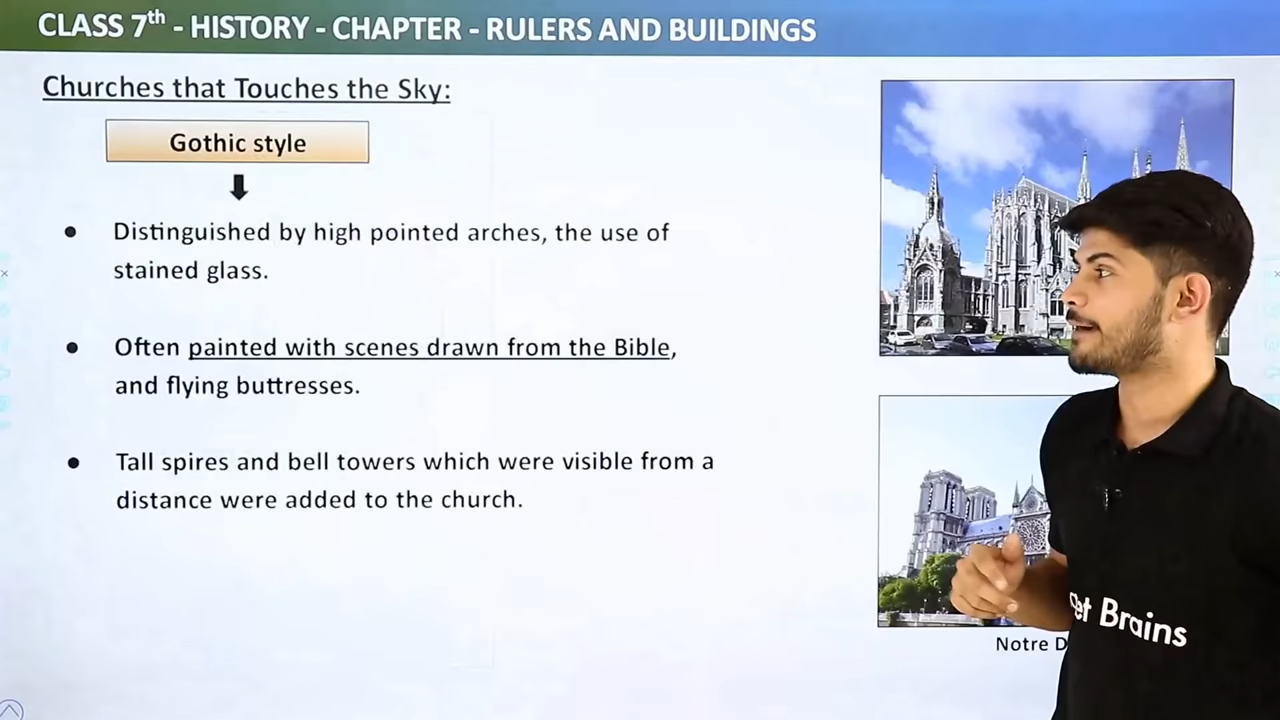 CLASS 7th - HISTORY - CHAPTER - RULERS AND BUILDINGS
Churches that Touches the Sky:
Gothic style
Distinguished by high pointed arches, the use of
stained glass.
Often painted with scenes drawn from the Bible,
and flying buttresses.
Tall spires and bell towers which were visible from a
distance were added to the church.
Notre
Brains